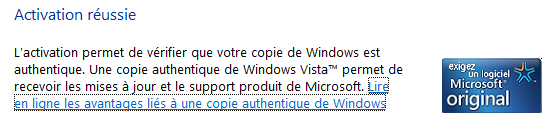 Activation réussie
L'activation permet de vérifier que votre copie de Windows est
authentique. Une copie authentique de Windows Vista™ permet de
recevoir les mises à jour et le support produit de Microsoft. Lire
en ligne les avantages liés à une copie authentique de Windows
exigez
un logiciel
Microsoft
original